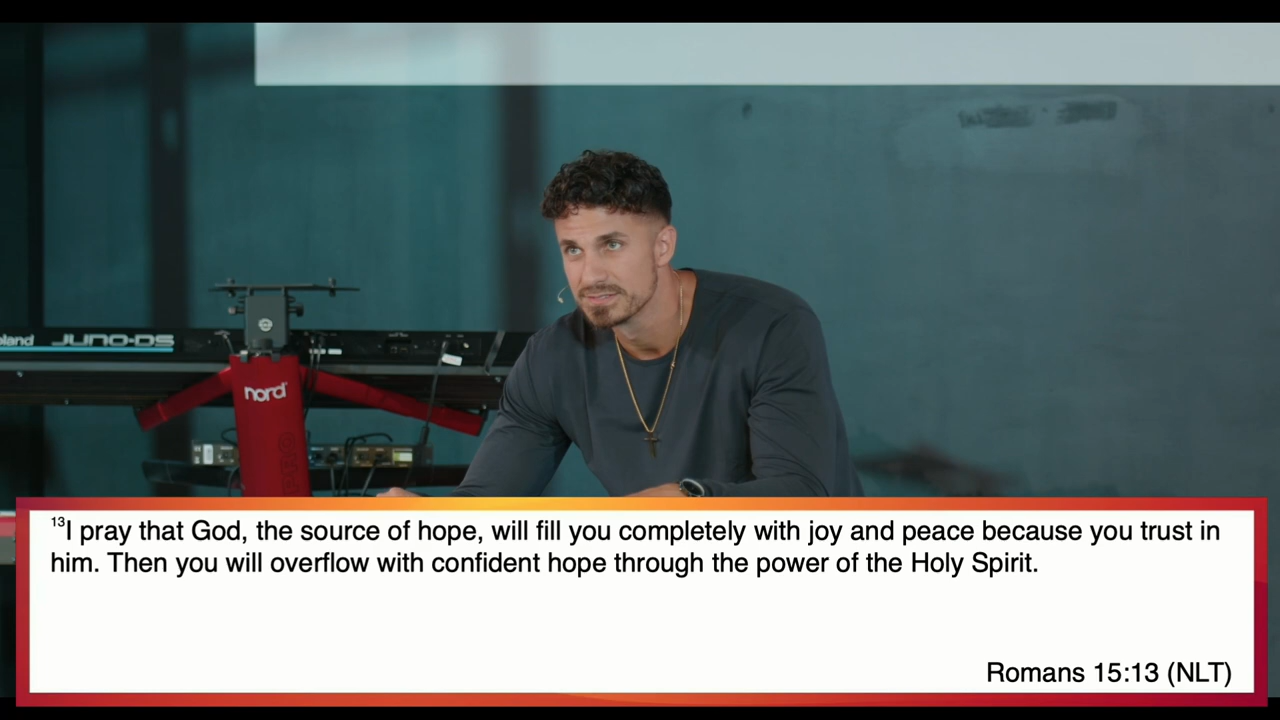 oland JUNO-DS
nord
¹³I pray that God, the source of hope, will fill you completely with joy and peace because you trust in
him. Then you will overflow with confident hope through the power of the Holy Spirit.
Romans 15:13 (NLT)